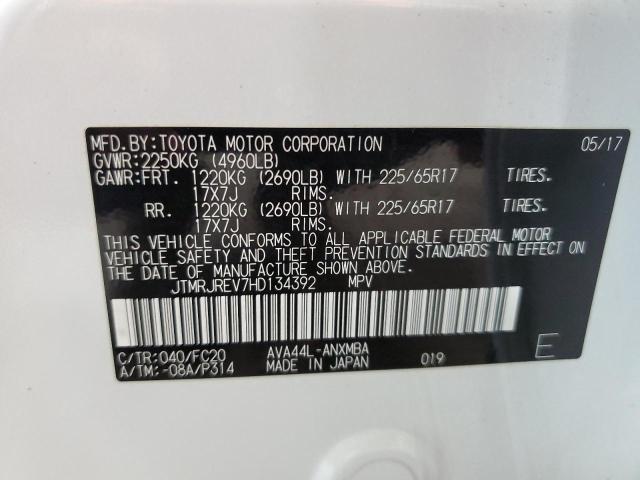 MFD.BY:TOYOTA MOTOR CORPORATION 05/17
GVWR:2250KG (4960LB)
GAWR:FRT. 1220KG (2690LB) WITH 225/65R17 TIRES.
17X7J RIMS.
RR. 1220KG (2690LB) WITH 225/65R17 TIRES.
17X7J RIMS.
THIS VEHICLE CONFORMS TO ALL APPLICABLE FEDERAL MOTOR
VEHICLE SAFETY AND THEFT PREVENTION STANDARDS IN EFFECT ON
THE DATE OF MANUFACTURE SHOWN ABOVE.
JTMRJREV7HD134392 MPV
C/TR:040/FC20 AVA44L-ANXMBA
A/TM:-08A/P314 MADE IN JAPAN 019 E